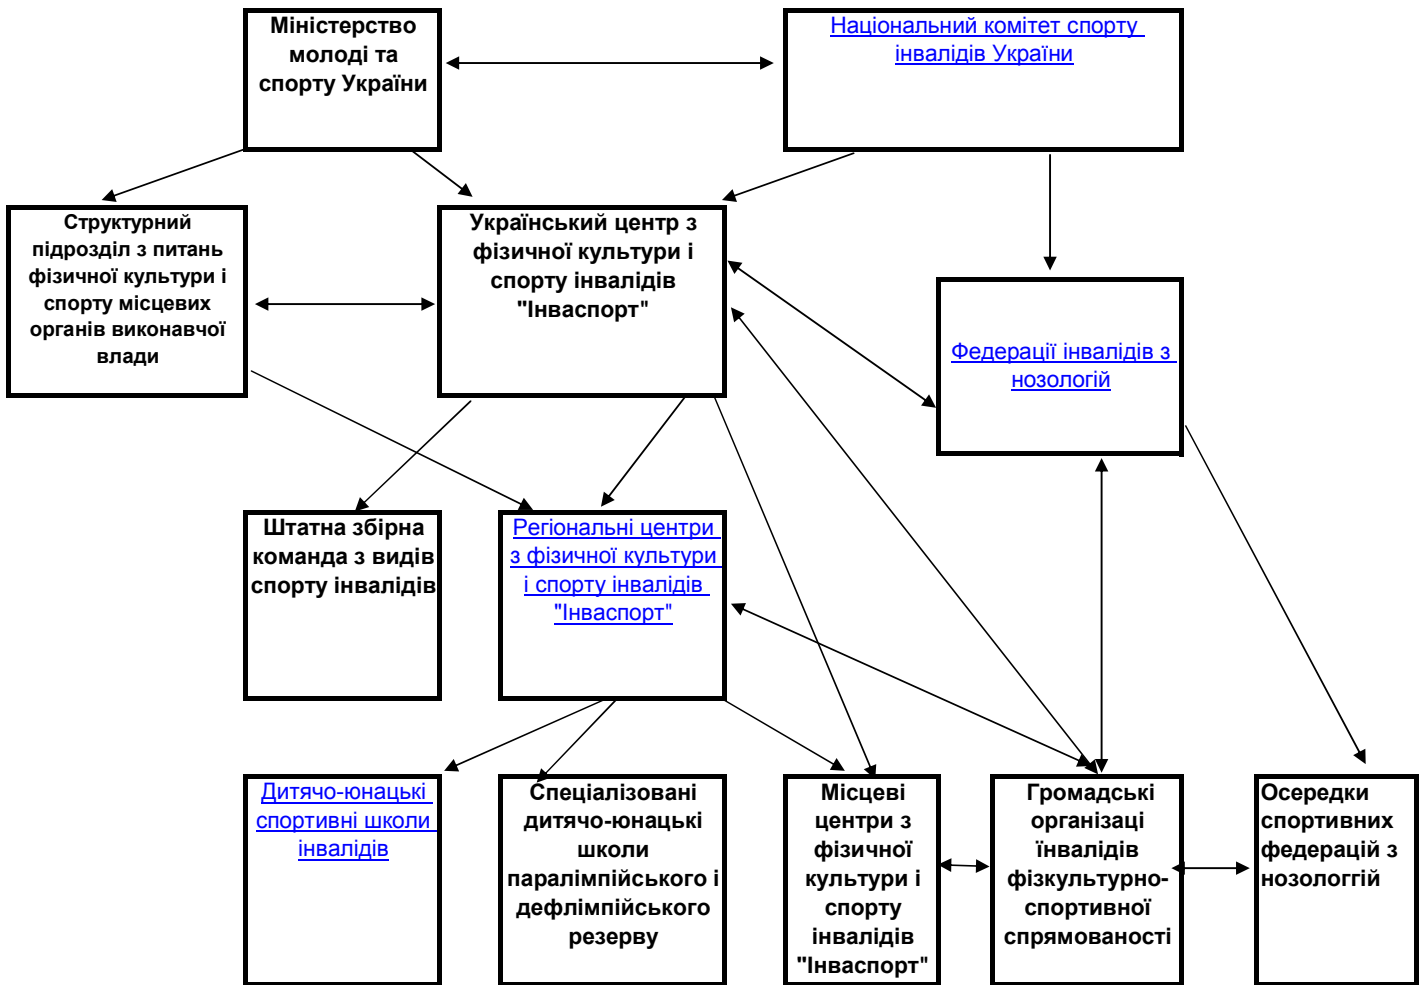 Міністерство
молоді та
спорту України
Національний комітет спорту
інвалідів України
Структурний
підрозділ з питань
фізичної культури і
спорту місцевих
органів виконавчої
влади
Український центр з
фізичної культури і
спорту інвалідів
"Інваспорт"
Федерації інвалідів з
нозологій
Штатна збірна
команда з видів
спорту інвалідів
Регіональні центри
з фізичної культури
і спорту інвалідів
"Інваспорт"
Дитячо-юнацькі
спортивні школи
інвалідів
Спеціалізовані
дитячо-юнацькі
школи
паралімпійського і
дефлімпійського
резерву
Місцеві
центри з
фізичної
культури і
спорту
інвалідів
"Інваспорт"
Громадські
організаці
їнвалідів
фізкультурно-
спортивної
спрямованості
Осередки
спортивних
федерацій з
нозологгій